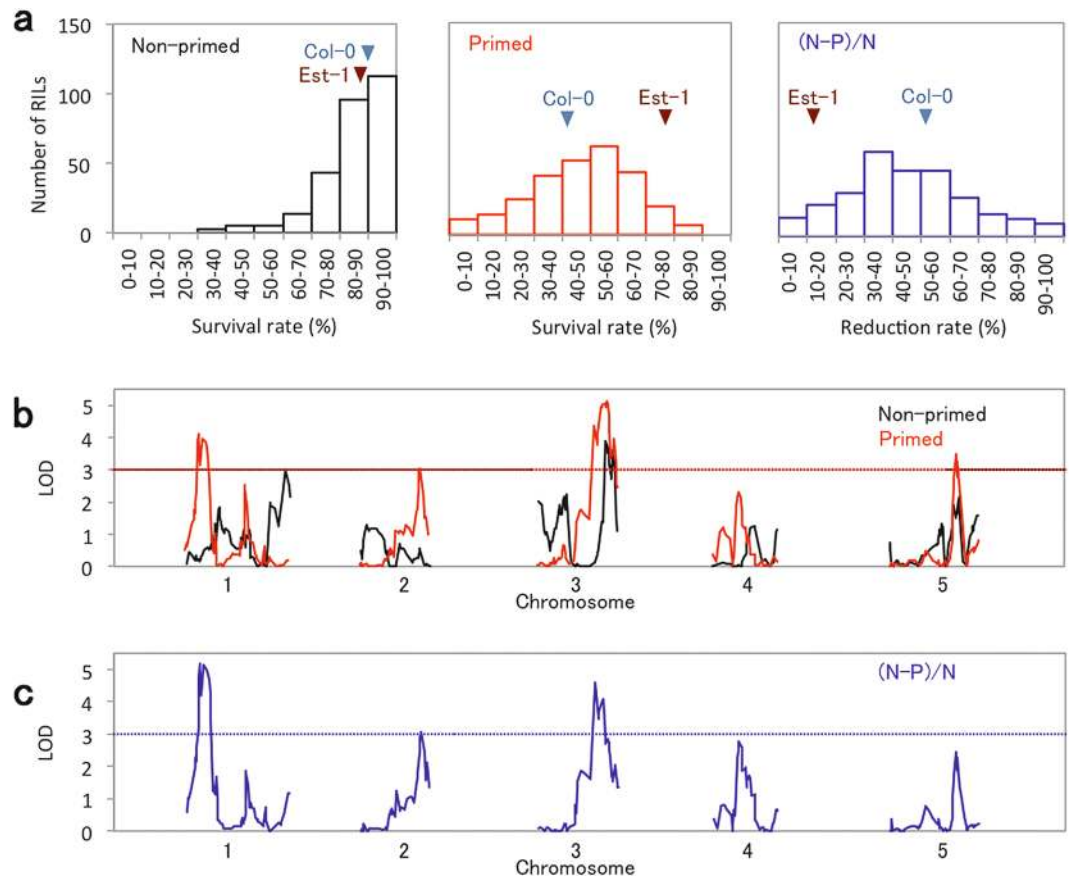 a
150
100
50
0
Number of RILs
Non-primed
Col-0
Est-1
0-10
10-20
20-30
30-40
40-50
50-60
60-70
70-80
80-90
90-100
Survival rate (%)
Primed
Col-0
Est-1
0-10
10-20
20-30
30-40
40-50
50-60
60-70
70-80
80-90
90-100
Survival rate (%)
(N-P)/N
Est-1
Col-0
0-10
10-20
20-30
30-40
40-50
50-60
60-70
70-80
80-90
90-100
Reduction rate (%)
b
5
4
3
2
1
0
LOD
Non-primed
Primed
1
2
3
4
5
Chromosome
c
5
4
3
2
1
0
LOD
(N-P)/N
1
2
3
4
5
Chromosome